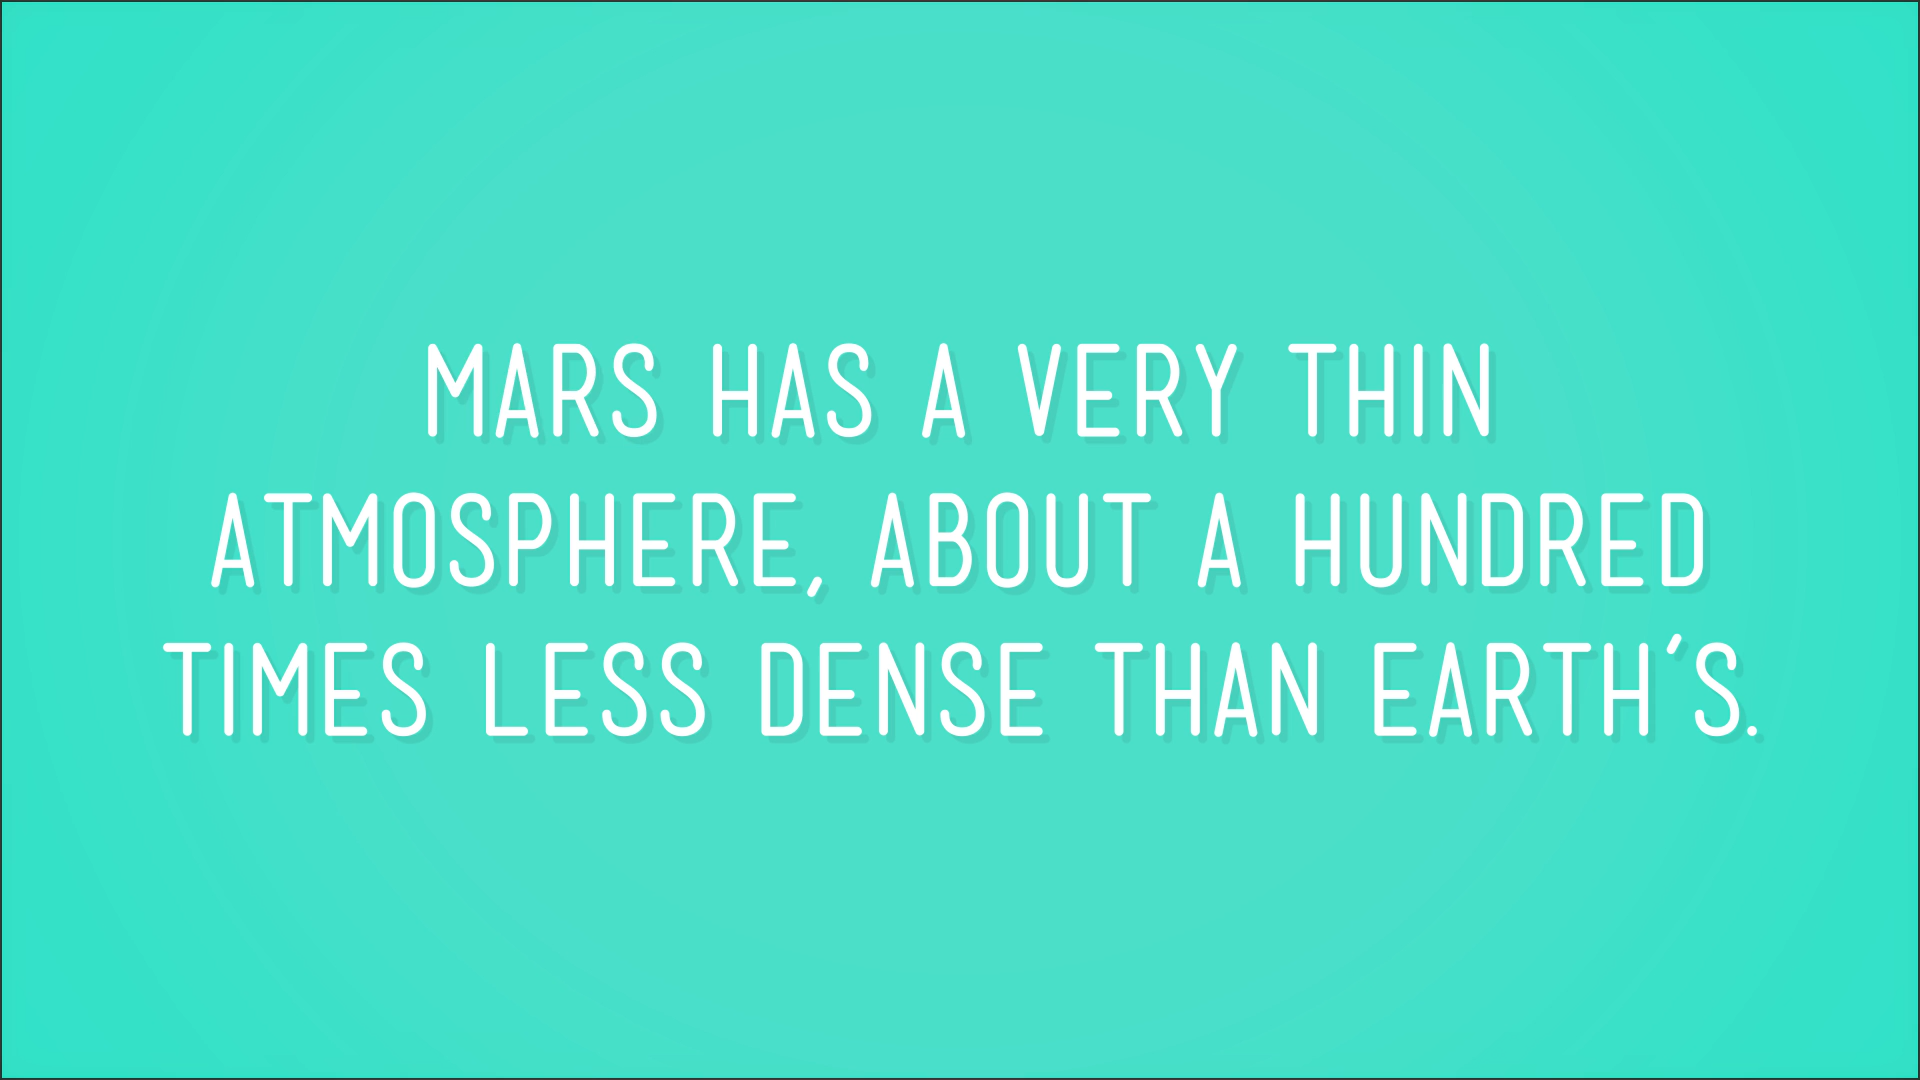 MARS HAS A VERY THIN
ATMOSPHERE, ABOUT A HUNDRED
TIMES LESS DENSE THAN EARTH'S.